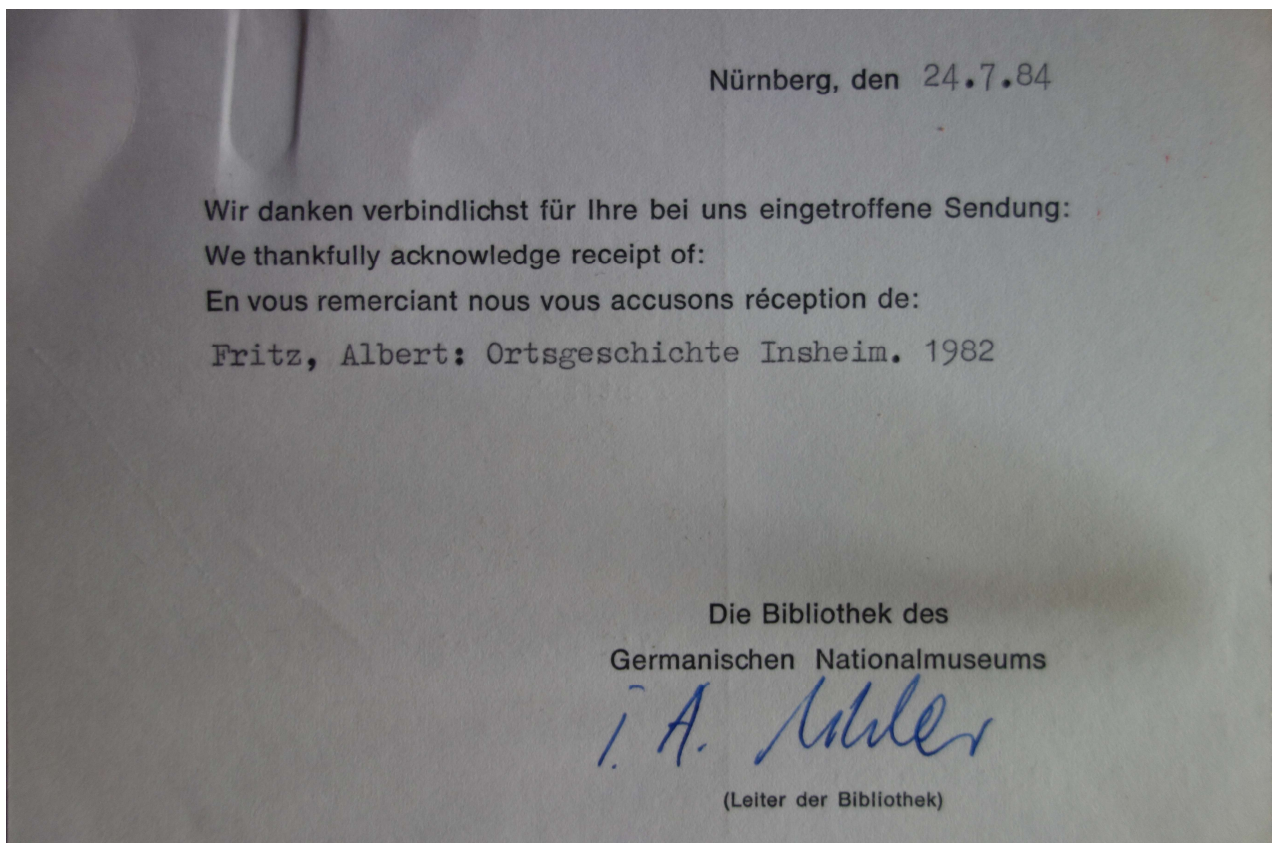 Nürnberg, den 24.7.84
Wir danken verbindlichst für Ihre bei uns eingetroffene Sendung:
We thankfully acknowledge receipt of:
En vous remerciant nous vous accusons réception de:
Fritz, Albert: Ortsgeschichte Insheim. 1982
Die Bibliothek des
Germanischen Nationalmuseums
i. A.
(Leiter der Bibliothek)